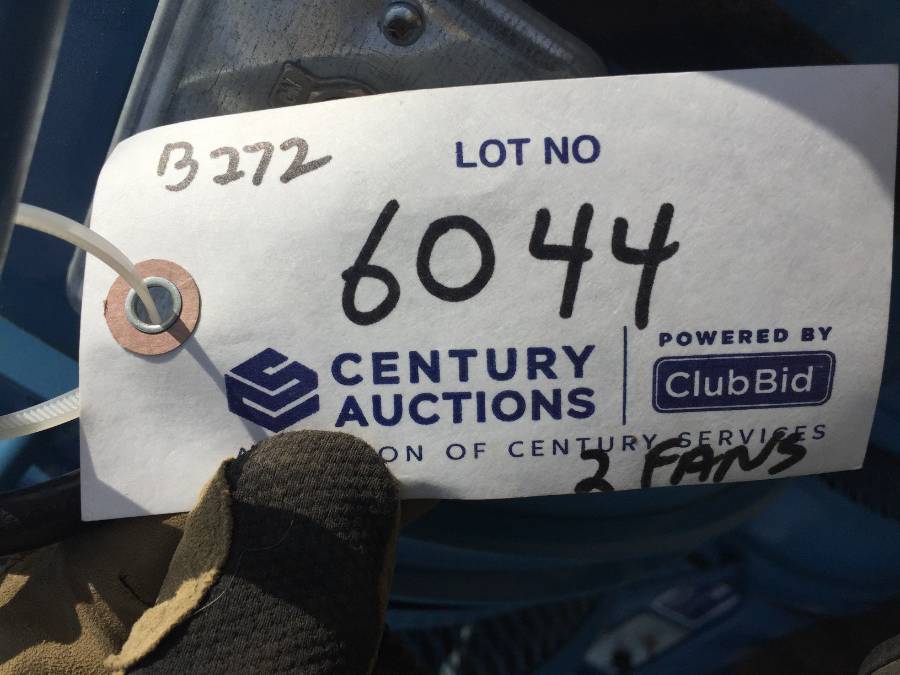 B272
LOT NO
6044
CENTURY
AUCTIONS
POWERED BY
ClubBid
ON OF CENTURY SERVICES
2 FANS